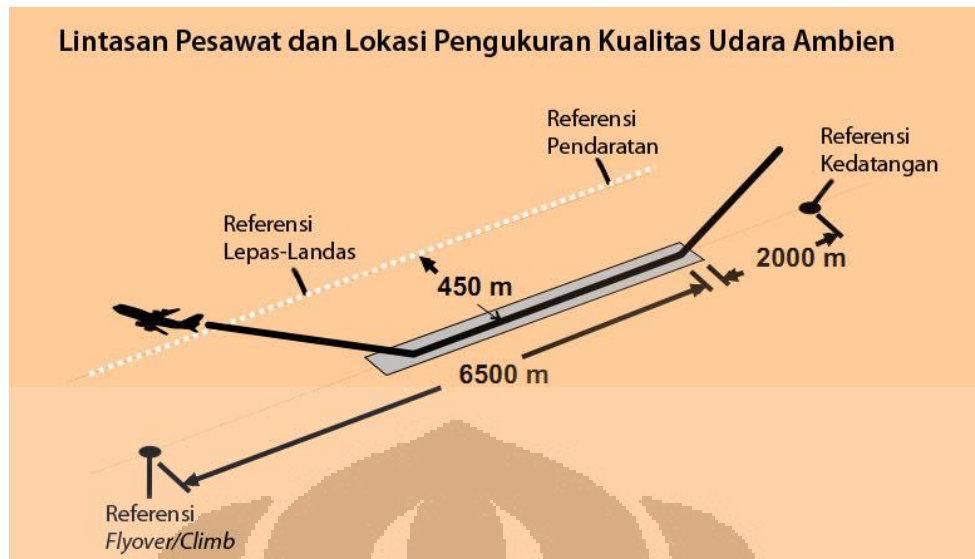 Lintasan Pesawat dan Lokasi Pengukuran Kualitas Udara Ambien
Referensi
Pendaratan
Referensi
Kedatangan
Referensi
Lepas-Landas
2000 m
450 m
6500 m
Referensi
Flyover/Climb